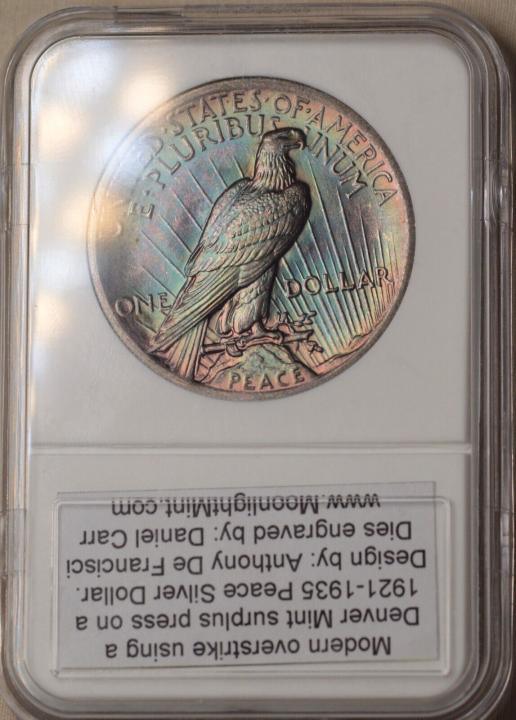 UNITED·STATES·OF·AMERICA
E·PLURIBUS UNUM
ONE DOLLAR
PEACE
Modern overstrike using a
Denver Mint surplus press on a
1921-1935 Peace Silver Dollar.
Design by: Anthony De Francisci
Dies engraved by: Daniel Carr
www.MoonlightMint.com